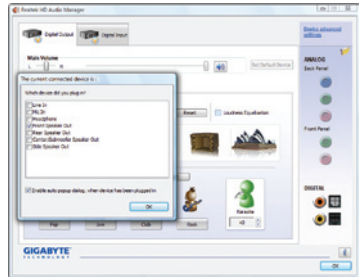 Realtek HD Audio Manager
Digital Output
Digital Input
Device advanced
settings
Main Volume
L
R
Set Default Device
ANALOG
Back Panel
The current connected device is :
Which device did you plug in?
Line In
Mic In
Headphone
Front Speaker Out
Rear Speaker Out
Center/Subwoofer Speaker Out
Side Speaker Out
Enable auto popup dialog, when device has been plugged in
OK
Reset
Loudness Equalization
Front Panel
DIGITAL
Karaoke
+0
Pop
Live
Club
Rock
GIGABYTE
TECHNOLOGY
OK